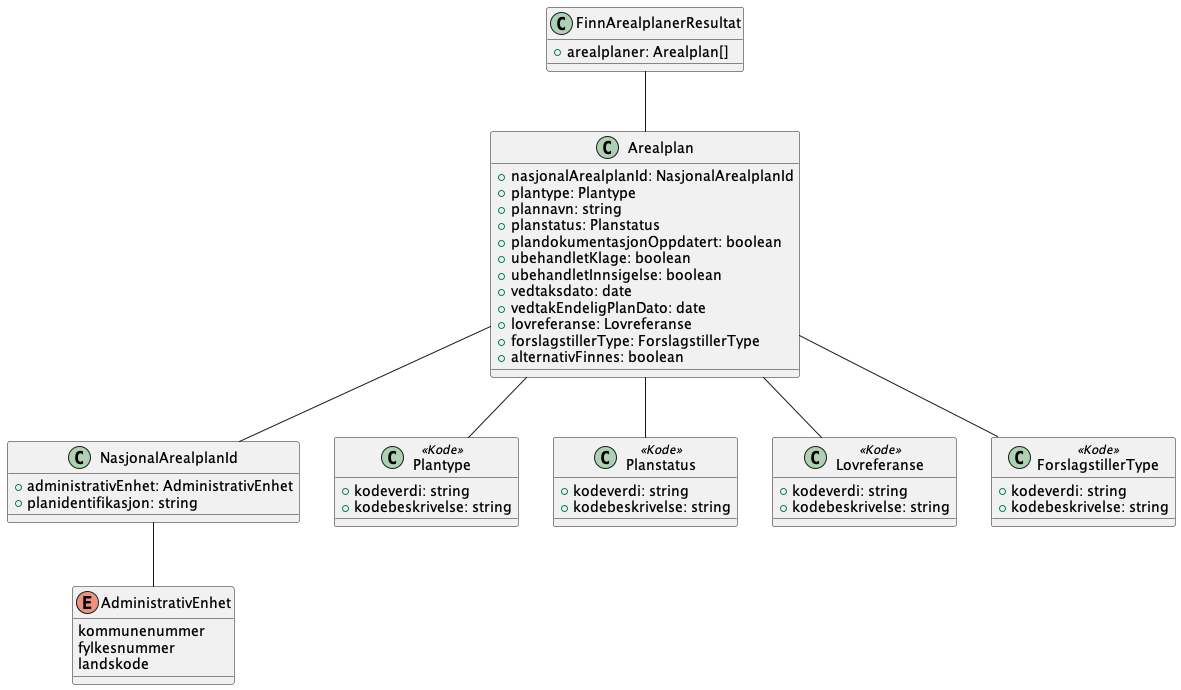 C FinnArealplanerResultat
arealplaner: Arealplan[]
C Arealplan
nasjonalArealplanId: NasjonalArealplanId
plantype: Plantype
plannavn: string
planstatus: Planstatus
plandokumentasjonOppdatert: boolean
ubehandletKlage: boolean
ubehandletInnsigelse: boolean
vedtaksdato: date
vedtakEndeligPlanDato: date
lovreferanse: Lovreferanse
forslagstillerType: ForslagstillerType
alternativFinnes: boolean
C NasjonalArealplanId
administrativEnhet: AdministrativEnhet
planidentifikasjon: string
«Kode»
C Plantype
kodeverdi: string
kodebeskrivelse: string
«Kode»
C Planstatus
kodeverdi: string
kodebeskrivelse: string
«Kode»
C Lovreferanse
kodeverdi: string
kodebeskrivelse: string
«Kode»
C ForslagstillerType
kodeverdi: string
kodebeskrivelse: string
E AdministrativEnhet
kommunenummer
fylkesnummer
landskode